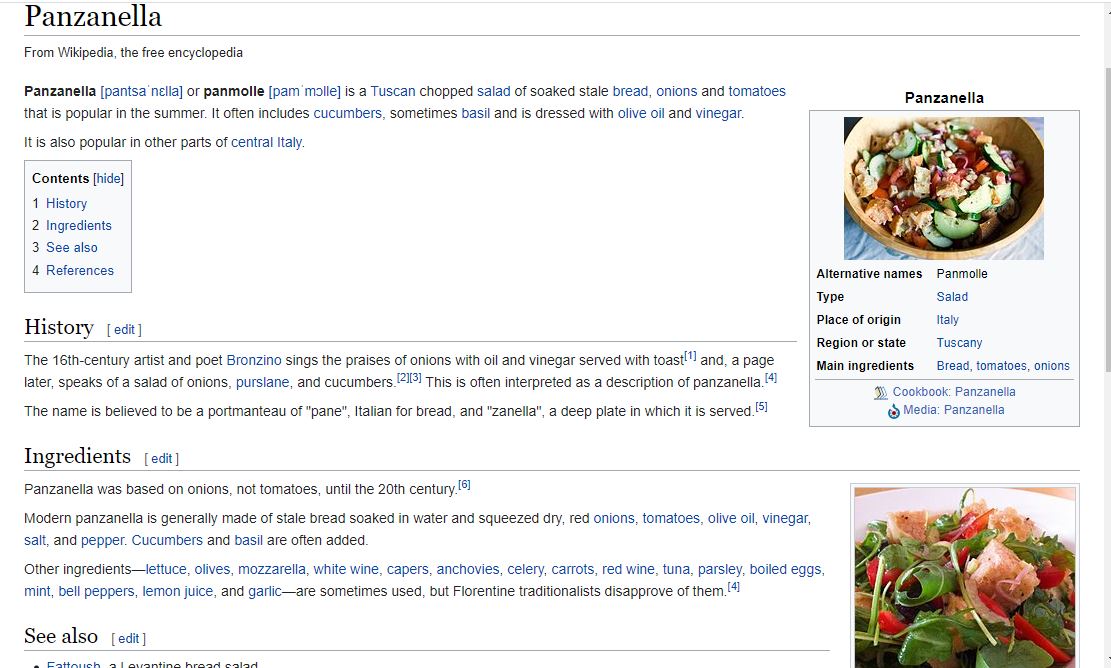 Panzanella
From Wikipedia, the free encyclopedia
Panzanella [pantsaˈnɛlla] or panmolle [pamˈmɔlle] is a Tuscan chopped salad of soaked stale bread, onions and tomatoes
that is popular in the summer. It often includes cucumbers, sometimes basil and is dressed with olive oil and vinegar.
It is also popular in other parts of central Italy.
Contents [hide]
1 History
2 Ingredients
3 See also
4 References
Panzanella
Alternative names Panmolle
Type Salad
Place of origin Italy
Region or state Tuscany
Main ingredients Bread, tomatoes, onions
Cookbook: Panzanella
Media: Panzanella
History [ edit ]
The 16th-century artist and poet Bronzino sings the praises of onions with oil and vinegar served with toast[1] and, a page
later, speaks of a salad of onions, purslane, and cucumbers.[2][3] This is often interpreted as a description of panzanella.[4]
The name is believed to be a portmanteau of "pane", Italian for bread, and "zanella", a deep plate in which it is served.[5]
Ingredients [ edit ]
Panzanella was based on onions, not tomatoes, until the 20th century.[6]
Modern panzanella is generally made of stale bread soaked in water and squeezed dry, red onions, tomatoes, olive oil, vinegar,
salt, and pepper. Cucumbers and basil are often added.
Other ingredients—lettuce, olives, mozzarella, white wine, capers, anchovies, celery, carrots, red wine, tuna, parsley, boiled eggs,
mint, bell peppers, lemon juice, and garlic—are sometimes used, but Florentine traditionalists disapprove of them.[4]
See also [ edit ]
• Fattoush, a Levantine bread salad